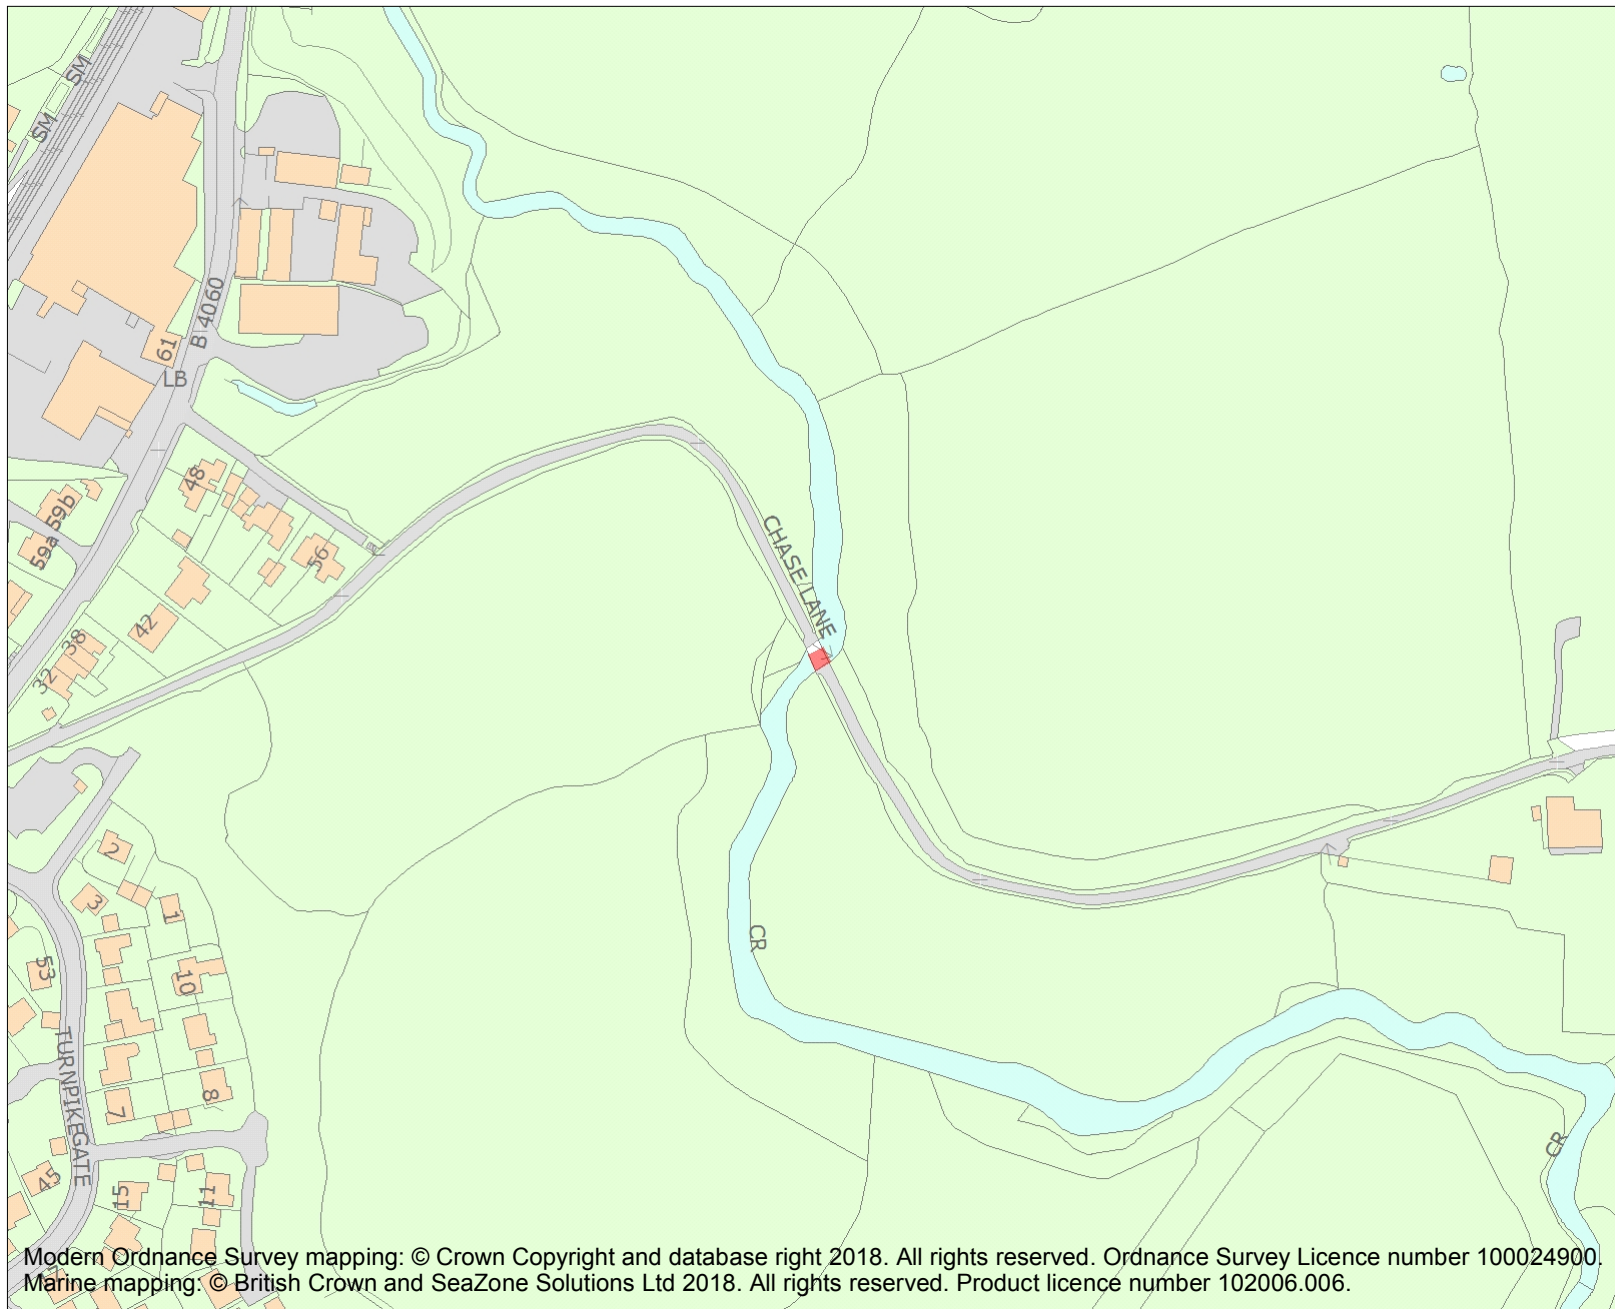 SM
SM
B 4060
61
LB
48
59b
59a
56
CHASE LANE
42
38
32
2
3
1
CR
53
10
TURNPIKEGATE
8
7
CR
45
15
11
Modern Ordnance Survey mapping: © Crown Copyright and database right 2018. All rights reserved. Ordnance Survey Licence number 100024900.
Marine mapping: © British Crown and SeaZone Solutions Ltd 2018. All rights reserved. Product licence number 102006.006.